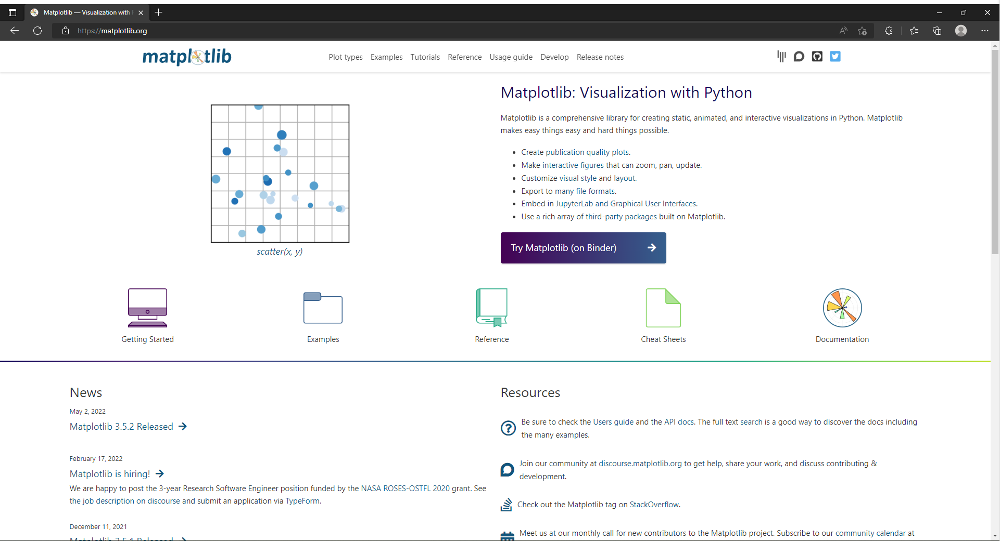 Matplotlib — Visualization with
https://matplotlib.org
matplotlib
Plot types Examples Tutorials Reference Usage guide Develop Release notes
Matplotlib: Visualization with Python
Matplotlib is a comprehensive library for creating static, animated, and interactive visualizations in Python. Matplotlib
makes easy things easy and hard things possible.
Create publication quality plots.
Make interactive figures that can zoom, pan, update.
Customize visual style and layout.
Export to many file formats.
Embed in JupyterLab and Graphical User Interfaces.
Use a rich array of third-party packages built on Matplotlib.
scatter(x, y)
Try Matplotlib (on Binder)
Getting Started
Examples
Reference
Cheat Sheets
Documentation
News
May 2, 2022
Matplotlib 3.5.2 Released
February 17, 2022
Matplotlib is hiring!
We are happy to post the 3-year Research Software Engineer position funded by the NASA ROSES-OSTFL 2020 grant. See
the job description on discourse and submit an application via TypeForm.
December 11, 2021
Matplotlib 3.5.1 Released
Resources
Be sure to check the Users guide and the API docs. The full text search is a good way to discover the docs including
the many examples.
Join our community at discourse.matplotlib.org to get help, share your work, and discuss contributing &
development.
Check out the Matplotlib tag on StackOverflow.
Meet us at our monthly call for new contributors to the Matplotlib project. Subscribe to our community calendar at